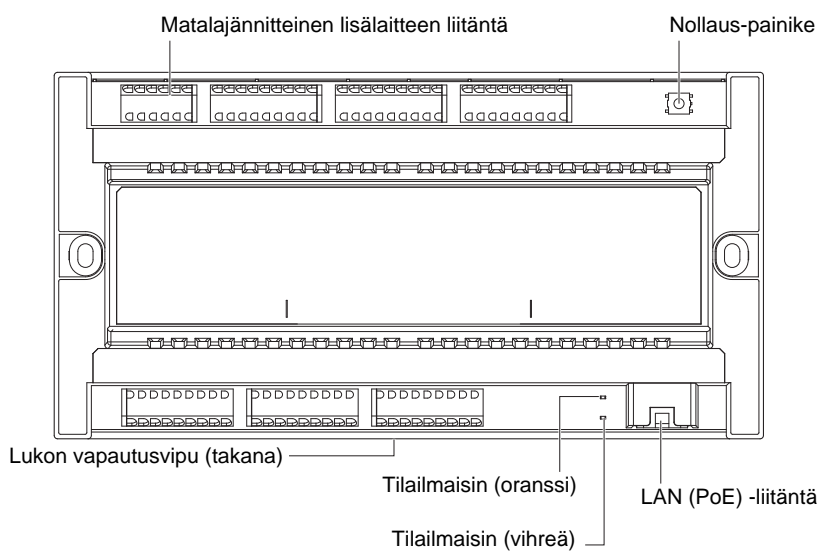 Matalajännitteinen lisälaitteen liitäntä
Nollaus-painike
Lukon vapautusvipu (takana)
Tilailmaisin (oranssi)
LAN (PoE) -liitäntä
Tilailmaisin (vihreä)